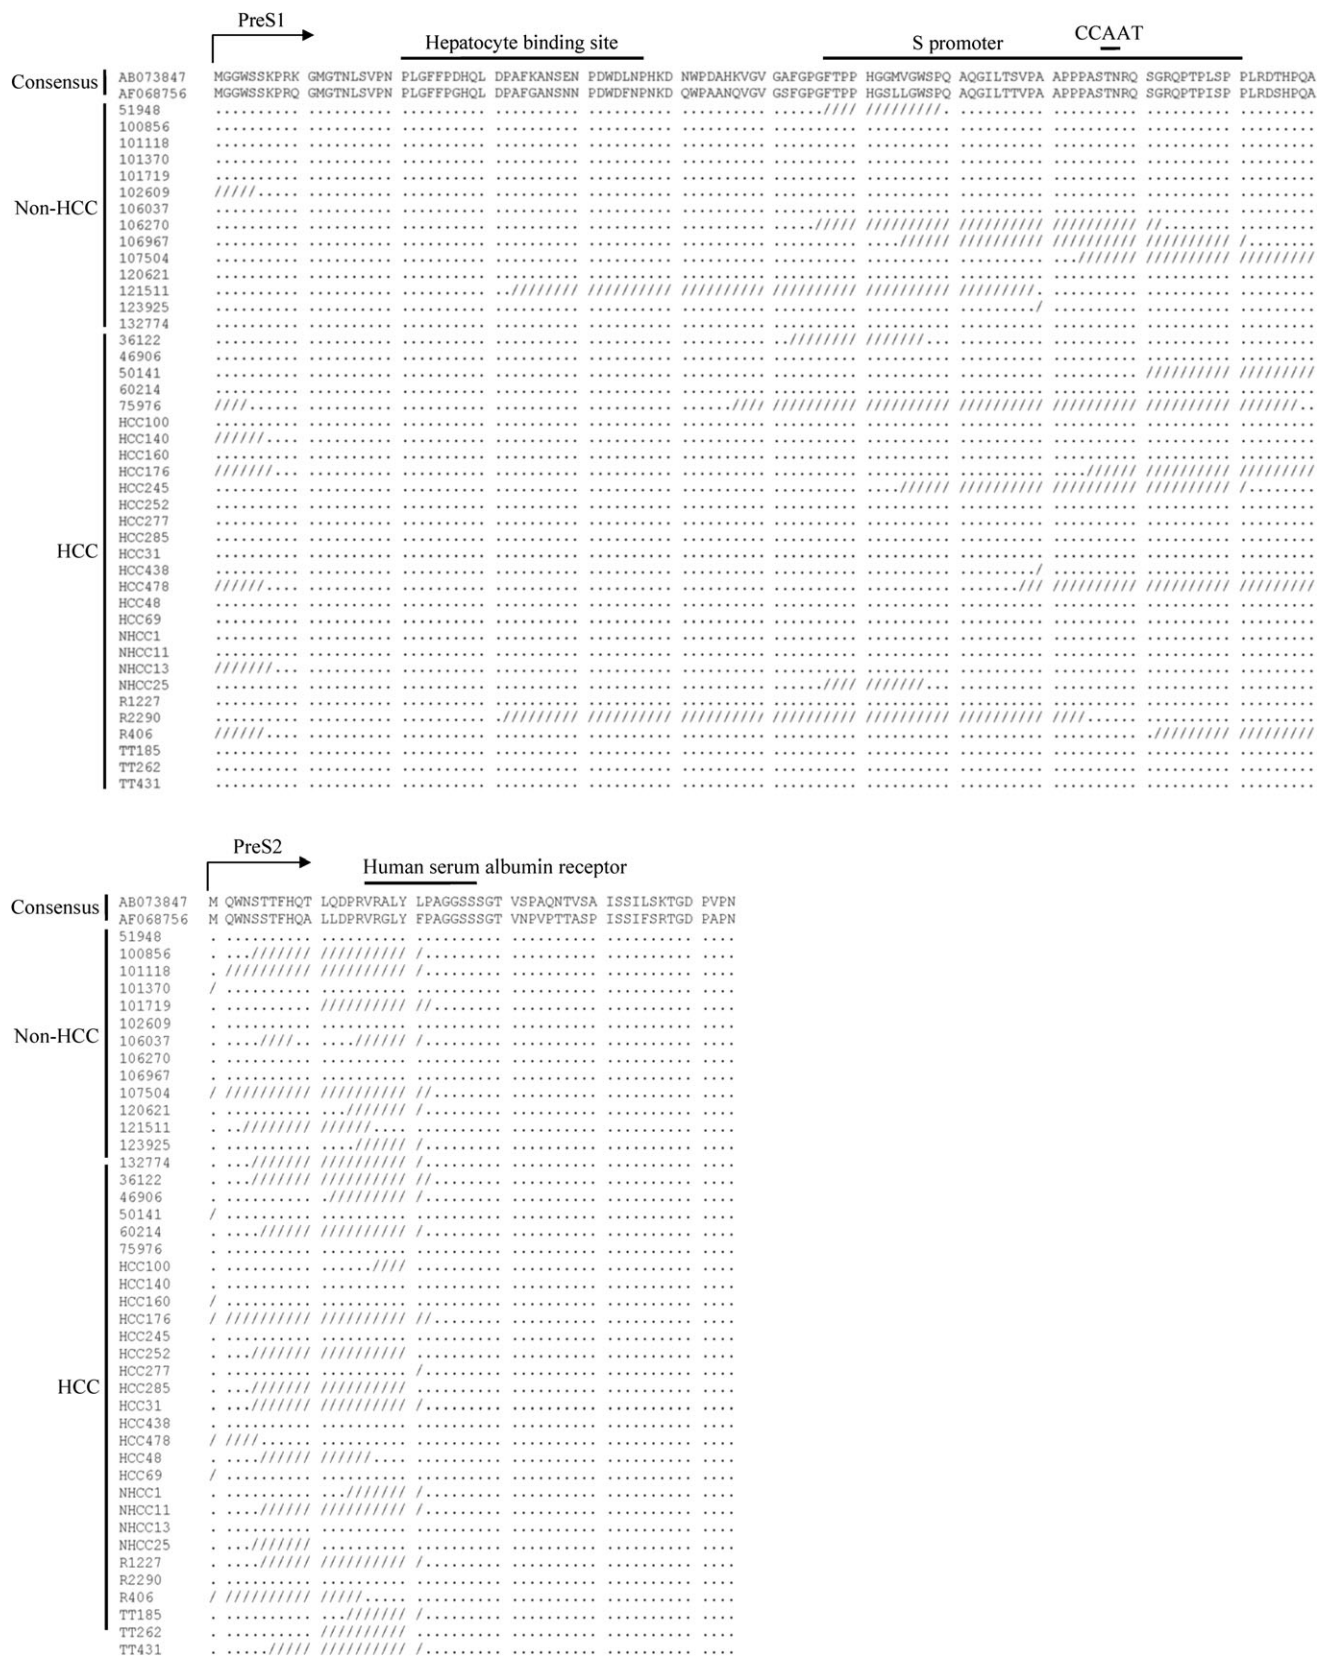 PreS1
Hepatocyte binding site
S promoter
CCAAT
Consensus
AB073847 MGGWSSKPRK GMGTNLSVPN PLGFFPDHQL DPAFKANSEN PDWDLNPHKD NWPDAHKVGV GAFGPGFTPP HGGMVGWSPQ AQGILTSVPA APPPASTNRQ SGRQPTPLSP PLRDTHPQA
AF068756 MGGWSSKPRQ GMGTNLSVPN PLGFFPGHQL DPAFGANSNN PDWDFNPNKD QWPAANQVGV GSFGPGFTPP HGSLLGWSPQ AQGILTTVPA APPPASTNRQ SGRQPTPISP PLRDSHPQA
Non-HCC
51948
100856
101118
101370
101719
102609
106037
106270
106967
107504
120621
121511
123925
132774
HCC
36122
46906
50141
60214
75976
HCC100
HCC140
HCC160
HCC176
HCC245
HCC252
HCC277
HCC285
HCC31
HCC438
HCC478
HCC48
HCC69
NHCC1
NHCC11
NHCC13
NHCC25
R1227
R2290
R406
TT185
TT262
TT431
PreS2
Human serum albumin receptor
Consensus
AB073847 M QWNSTTFHQT LQDPRVRALY LPAGGSSSGT VSPAQNTVSA ISSILSKTGD PVPN
AF068756 M QWNSSTFHQA LLDPRVRGLY FPAGGSSSGT VNPVPTTASP ISSIFSRTGD PAPN
Non-HCC
51948
100856
101118
101370
101719
102609
106037
106270
106967
107504
120621
121511
123925
132774
HCC
36122
46906
50141
60214
75976
HCC100
HCC140
HCC160
HCC176
HCC245
HCC252
HCC277
HCC285
HCC31
HCC438
HCC478
HCC48
HCC69
NHCC1
NHCC11
NHCC13
NHCC25
R1227
R2290
R406
TT185
TT262
TT431